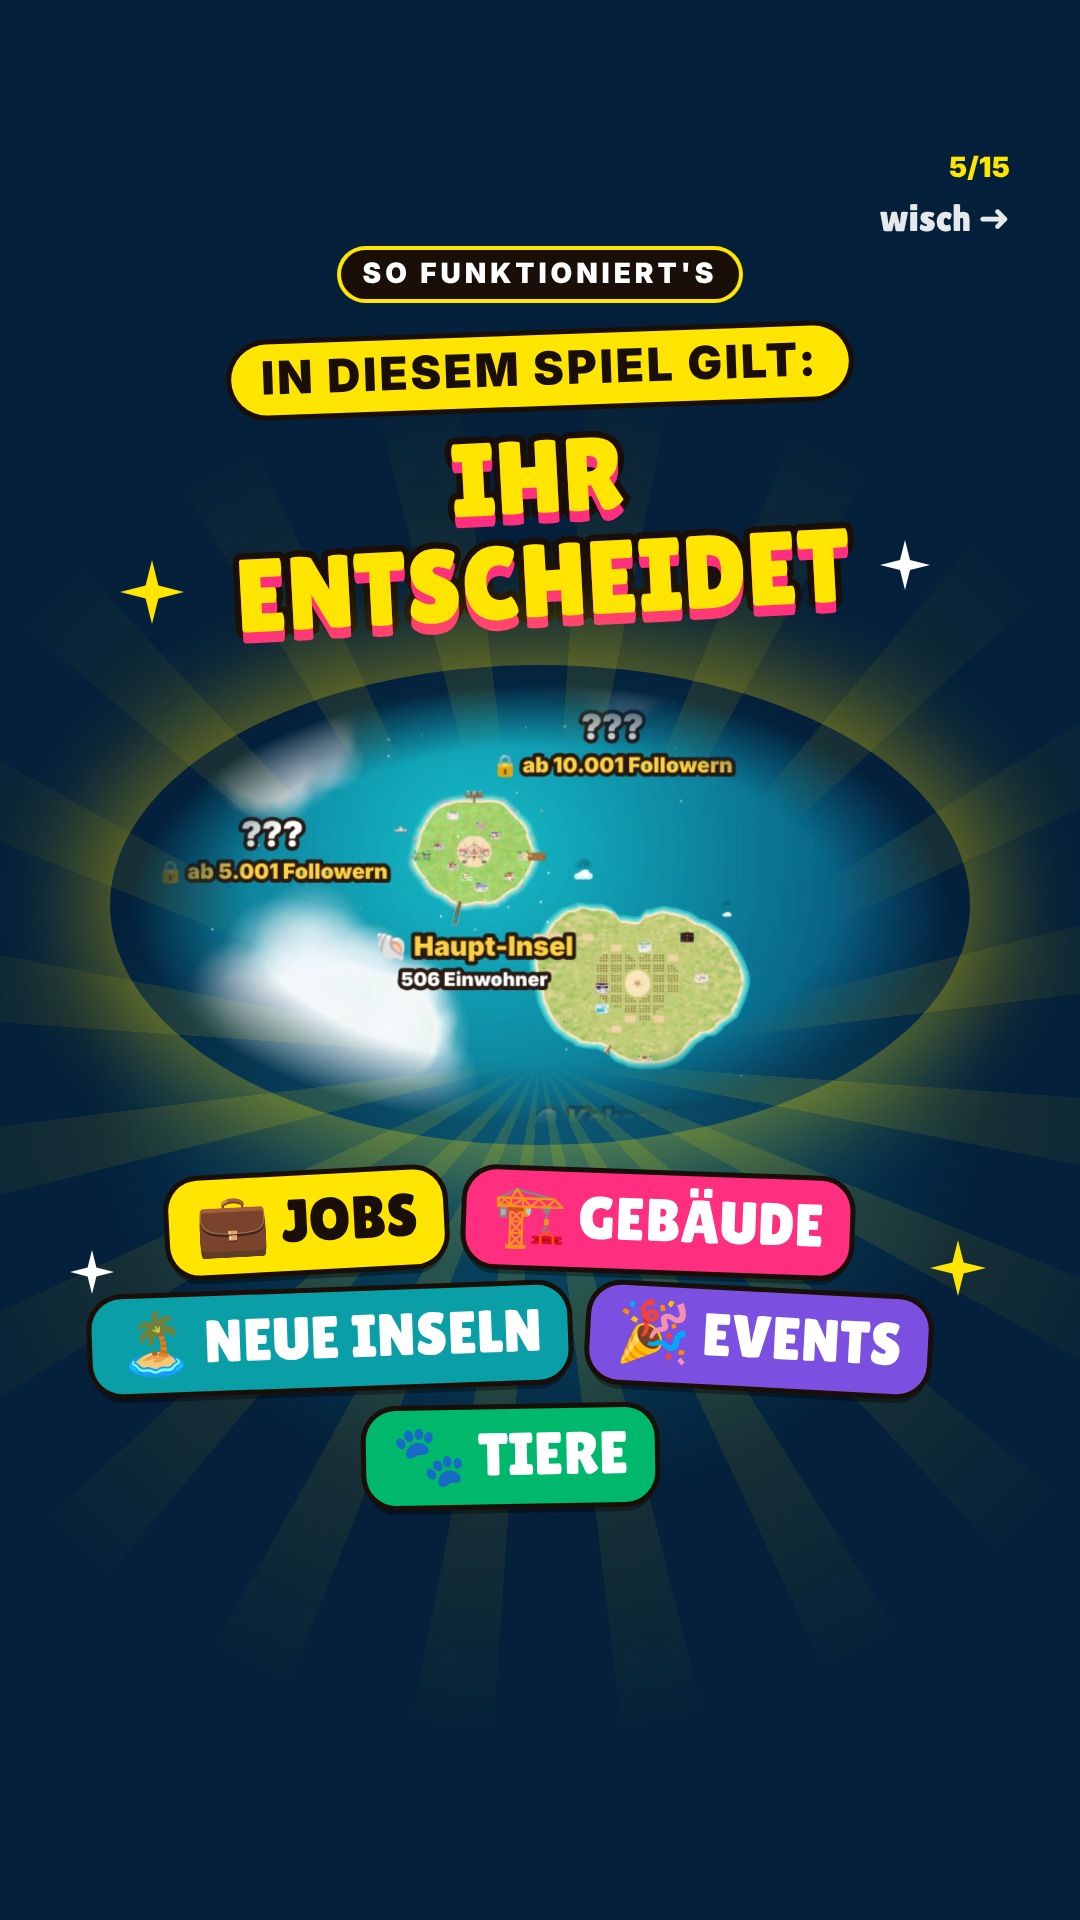 5/15
wisch →
SO FUNKTIONIERT'S
IN DIESEM SPIEL GILT:
IHR
ENTSCHEIDET
???
ab 10.001 Followern
???
ab 5.001 Followern
Haupt-Insel
506 Einwohner
JOBS
GEBÄUDE
NEUE INSELN
EVENTS
TIERE